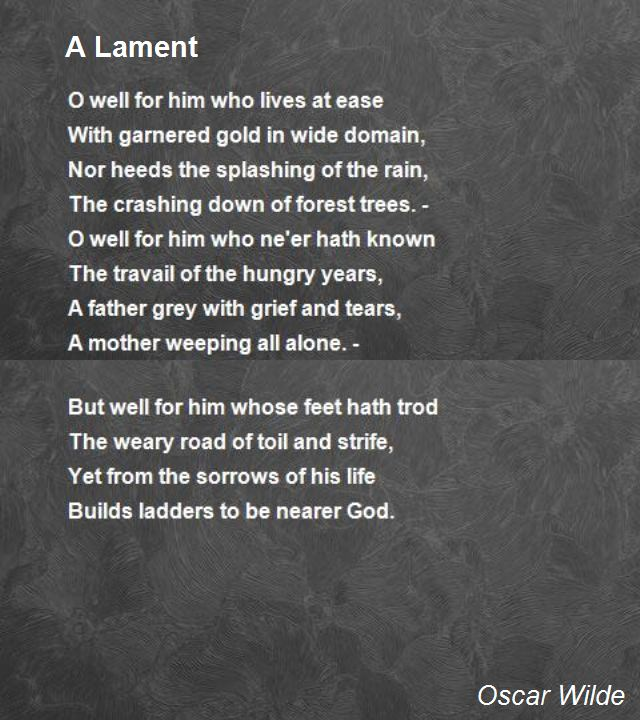 A Lament
O well for him who lives at ease
With garnered gold in wide domain,
Nor heeds the splashing of the rain,
The crashing down of forest trees. -
O well for him who ne'er hath known
The travail of the hungry years,
A father grey with grief and tears,
A mother weeping all alone. -
But well for him whose feet hath trod
The weary road of toil and strife,
Yet from the sorrows of his life
Builds ladders to be nearer God.
Oscar Wilde